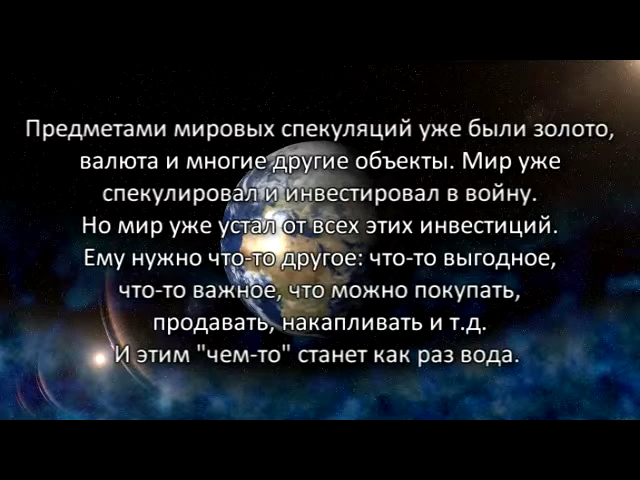 Предметами мировых спекуляций уже были золото,
валюта и многие другие объекты. Мир уже
спекулировал и инвестировал в войну.
Но мир уже устал от всех этих инвестиций.
Ему нужно что-то другое: что-то выгодное,
что-то важное, что можно покупать,
продавать, накапливать и т.д.
И этим "чем-то" станет как раз вода.